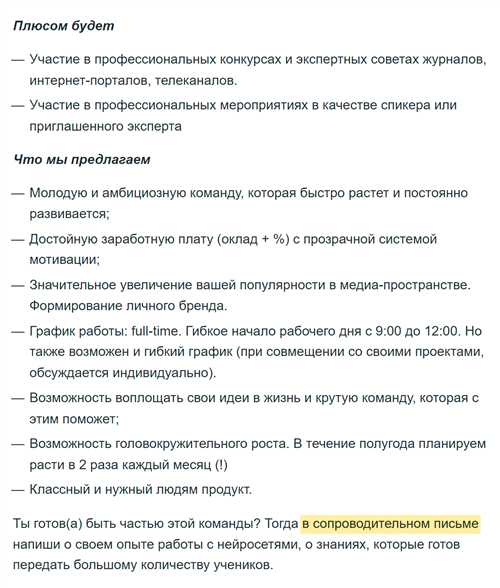 Плюсом будет
— Участие в профессиональных конкурсах и экспертных советах журналов,
интернет-порталов, телеканалов.
— Участие в профессиональных мероприятиях в качестве спикера или
приглашенного эксперта
Что мы предлагаем
— Молодую и амбициозную команду, которая быстро растет и постоянно
развивается;
— Достойную заработную плату (оклад + %) с прозрачной системой
мотивации;
— Значительное увеличение вашей популярности в медиа-пространстве.
Формирование личного бренда.
— График работы: full-time. Гибкое начало рабочего дня с 9:00 до 12:00. Но
также возможен и гибкий график (при совмещении со своими проектами,
обсуждается индивидуально).
— Возможность воплощать свои идеи в жизнь и крутую команду, которая с
этим поможет;
— Возможность головокружительного роста. В течение полугода планируем
расти в 2 раза каждый месяц (!)
— Классный и нужный людям продукт.
Ты готов(а) быть частью этой команды? Тогда в сопроводительном письме
напиши о своем опыте работы с нейросетями, о знаниях, которые готов
передать большому количеству учеников.